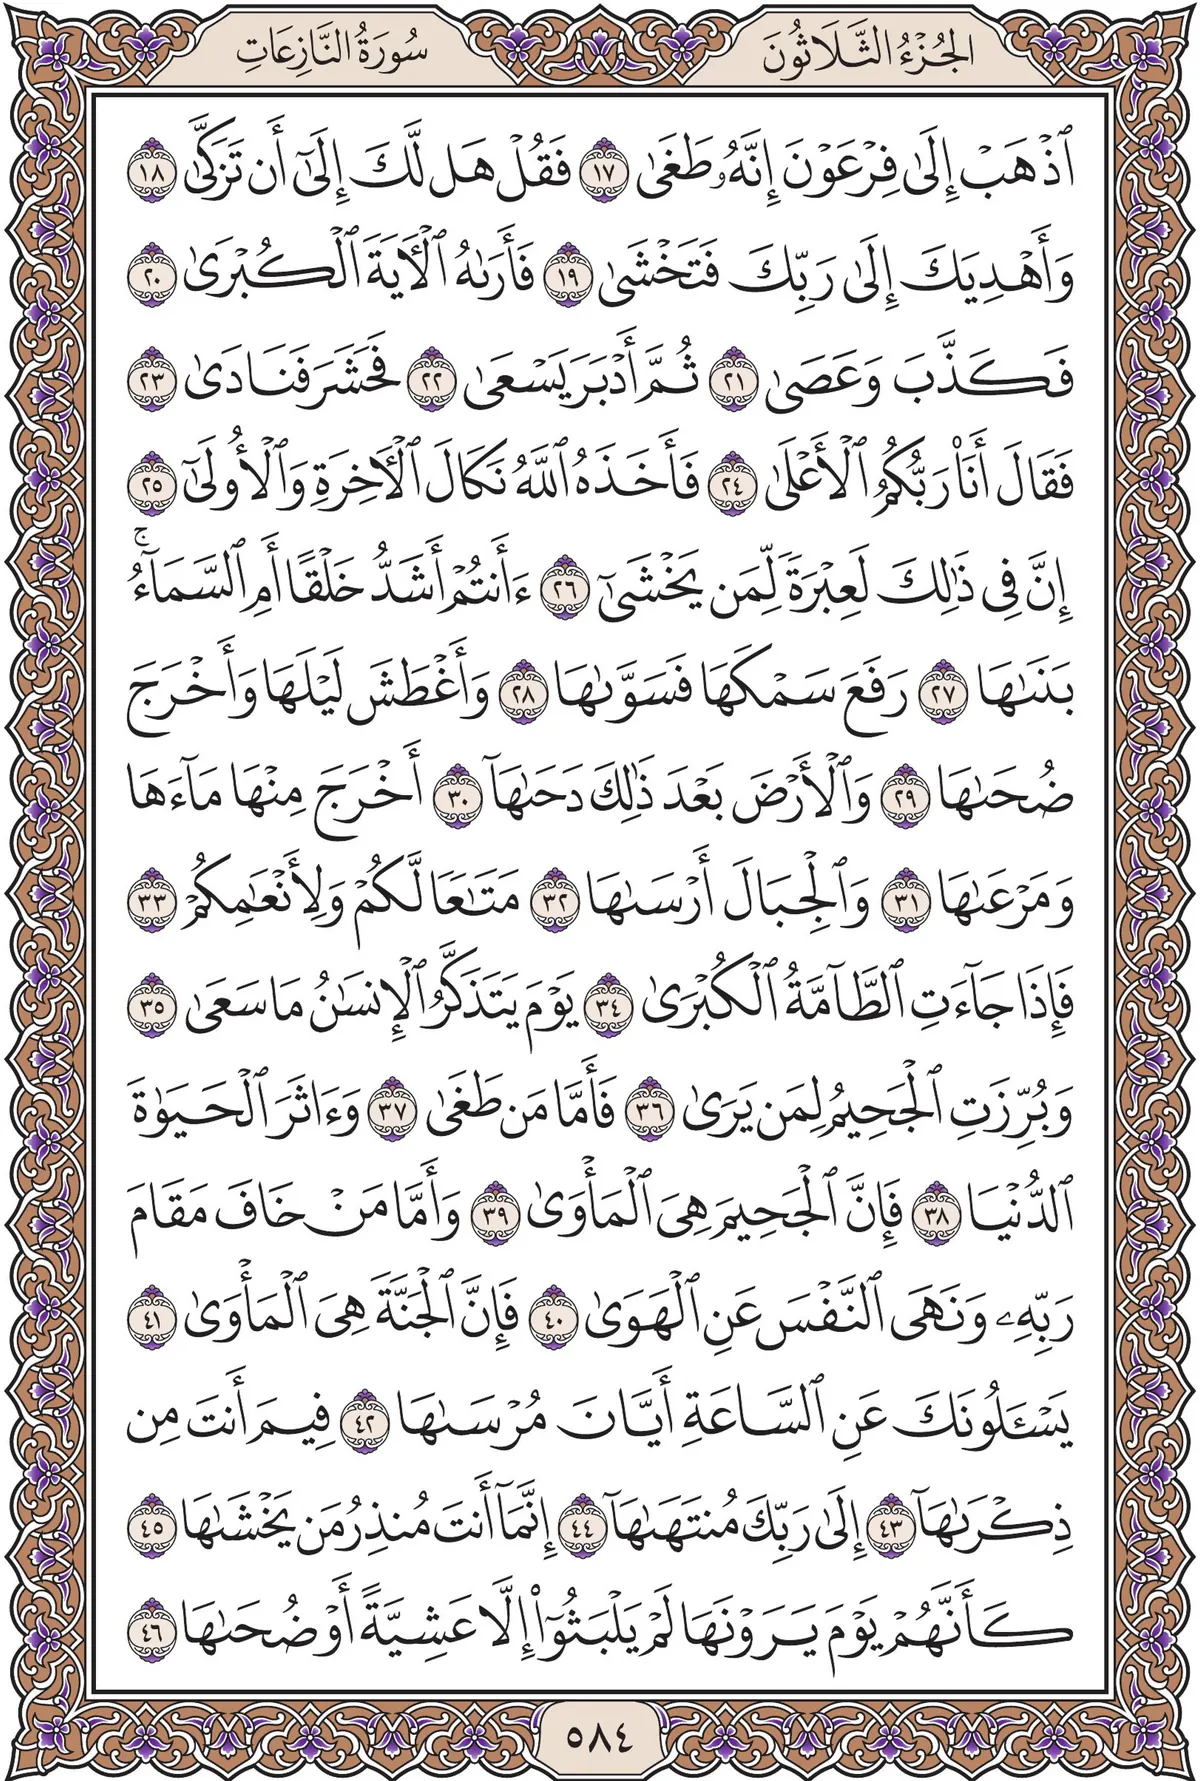 الجُزْءُ الثَّلَاثُونَ
سُورَةُ النَّازِعَاتِ
ٱذْهَبْ إِلَىٰ فِرْعَوْنَ إِنَّهُۥ طَغَىٰ ١٧ فَقُلْ هَل لَّكَ إِلَىٰٓ أَن تَزَكَّىٰ ١٨
وَأَهْدِيَكَ إِلَىٰ رَبِّكَ فَتَخْشَىٰ ١٩ فَأَرَىٰهُ ٱلْأٓيَةَ ٱلْكُبْرَىٰ ٢٠
فَكَذَّبَ وَعَصَىٰ ٢١ ثُمَّ أَدْبَرَ يَسْعَىٰ ٢٢ فَحَشَرَ فَنَادَىٰ ٢٣
فَقَالَ أَنَا۠ رَبُّكُمُ ٱلْأَعْلَىٰ ٢٤ فَأَخَذَهُ ٱللَّهُ نَكَالَ ٱلْأٓخِرَةِ وَٱلْأُولَىٰٓ ٢٥
إِنَّ فِى ذَٰلِكَ لَعِبْرَةً لِّمَن يَخْشَىٰٓ ٢٦ ءَأَنتُمْ أَشَدُّ خَلْقًا أَمِ ٱلسَّمَآءُۚ
بَنَىٰهَا ٢٧ رَفَعَ سَمْكَهَا فَسَوَّىٰهَا ٢٨ وَأَغْطَشَ لَيْلَهَا وَأَخْرَجَ
ضُحَىٰهَا ٢٩ وَٱلْأَرْضَ بَعْدَ ذَٰلِكَ دَحَىٰهَآ ٣٠ أَخْرَجَ مِنْهَا مَآءَهَا
وَمَرْعَىٰهَا ٣١ وَٱلْجِبَالَ أَرْسَىٰهَا ٣٢ مَتَٰعًا لَّكُمْ وَلِأَنْعَٰمِكُمْ ٣٣
فَإِذَا جَآءَتِ ٱلطَّآمَّةُ ٱلْكُبْرَىٰ ٣٤ يَوْمَ يَتَذَكَّرُ ٱلْإِنسَٰنُ مَا سَعَىٰ ٣٥
وَبُرِّزَتِ ٱلْجَحِيمُ لِمَن يَرَىٰ ٣٦ فَأَمَّا مَن طَغَىٰ ٣٧ وَءَاثَرَ ٱلْحَيَوٰةَ
ٱلدُّنْيَا ٣٨ فَإِنَّ ٱلْجَحِيمَ هِىَ ٱلْمَأْوَىٰ ٣٩ وَأَمَّا مَنْ خَافَ مَقَامَ
رَبِّهِۦ وَنَهَى ٱلنَّفْسَ عَنِ ٱلْهَوَىٰ ٤٠ فَإِنَّ ٱلْجَنَّةَ هِىَ ٱلْمَأْوَىٰ ٤١
يَسْـَٔلُونَكَ عَنِ ٱلسَّاعَةِ أَيَّانَ مُرْسَىٰهَا ٤٢ فِيمَ أَنتَ مِن
ذِكْرَىٰهَآ ٤٣ إِلَىٰ رَبِّكَ مُنتَهَىٰهَآ ٤٤ إِنَّمَآ أَنتَ مُنذِرُ مَن يَخْشَىٰهَا ٤٥
كَأَنَّهُمْ يَوْمَ يَرَوْنَهَا لَمْ يَلْبَثُوٓا۟ إِلَّا عَشِيَّةً أَوْ ضُحَىٰهَا ٤٦
٥٨٤